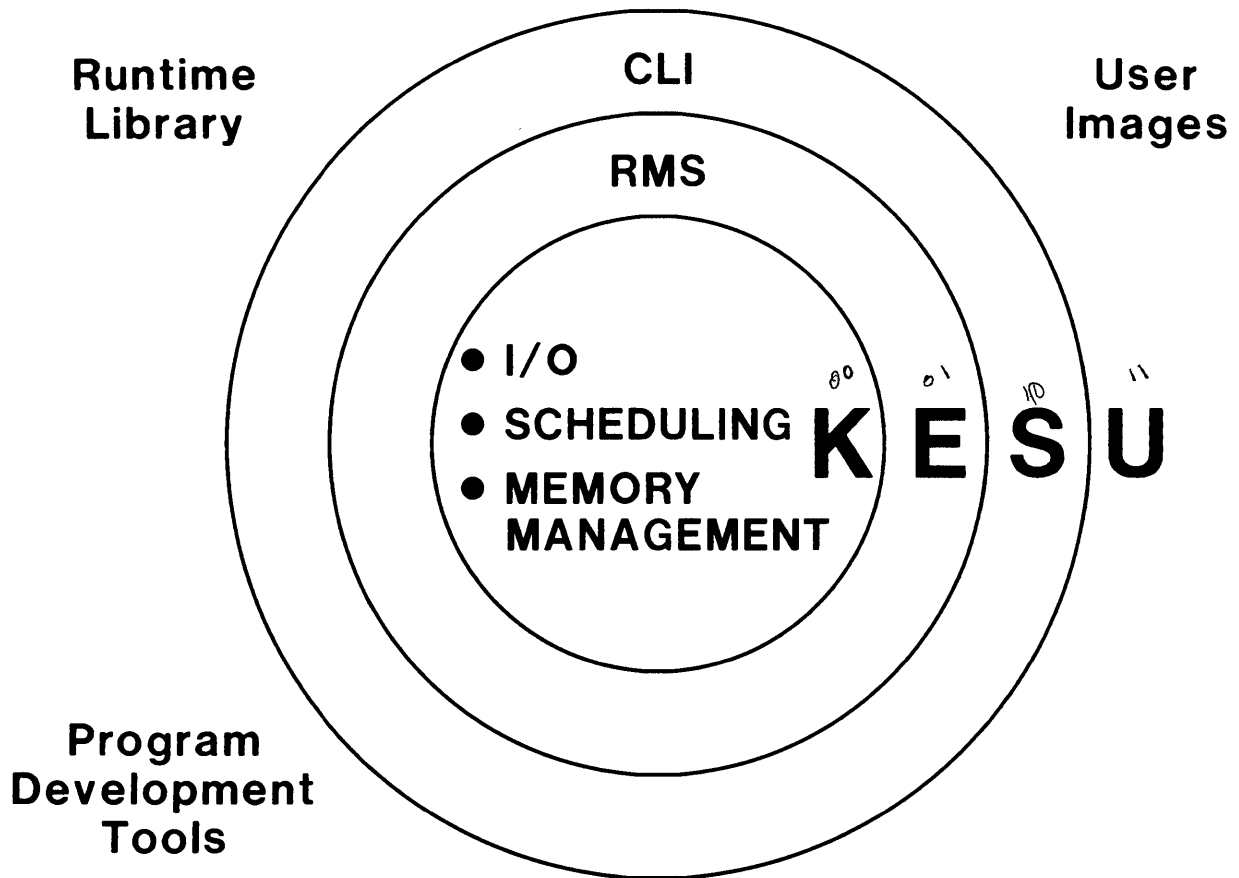 Runtime
Library
CLI
User
Images
RMS
● I/O
● SCHEDULING
● MEMORY
MANAGEMENT
00 01 10 11
K E S U
Program
Development
Tools